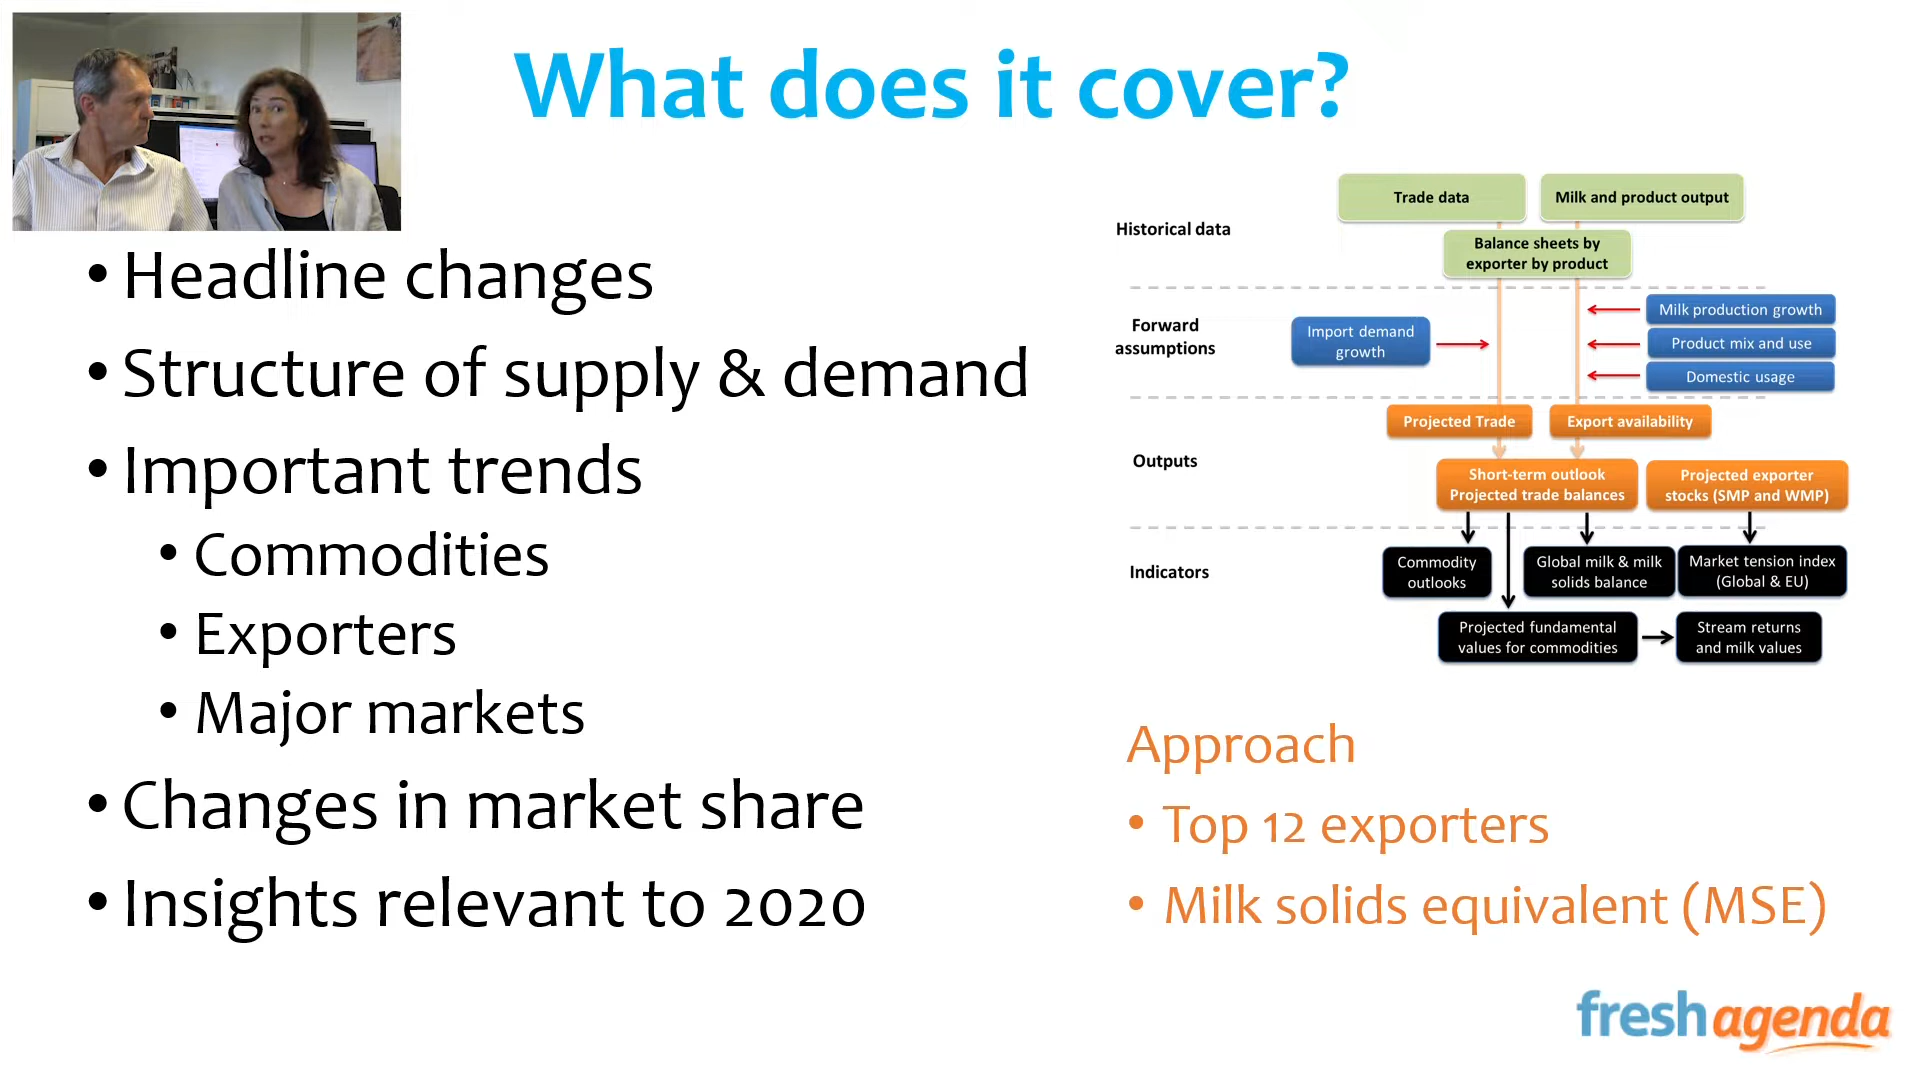 What does it cover?
• Headline changes
• Structure of supply & demand
• Important trends
• Commodities
• Exporters
• Major markets
• Changes in market share
• Insights relevant to 2020
Historical data
Trade data
Milk and product output
Balance sheets by
exporter by product
Forward
assumptions
Import demand
growth
Milk production growth
Product mix and use
Domestic usage
Outputs
Projected Trade
Export availability
Short-term outlook
Projected trade balances
Projected exporter
stocks (SMP and WMP)
Indicators
Commodity
outlooks
Global milk & milk
solids balance
Market tension index
(Global & EU)
Projected fundamental
values for commodities
Stream returns
and milk values
Approach
• Top 12 exporters
• Milk solids equivalent (MSE)
freshagenda